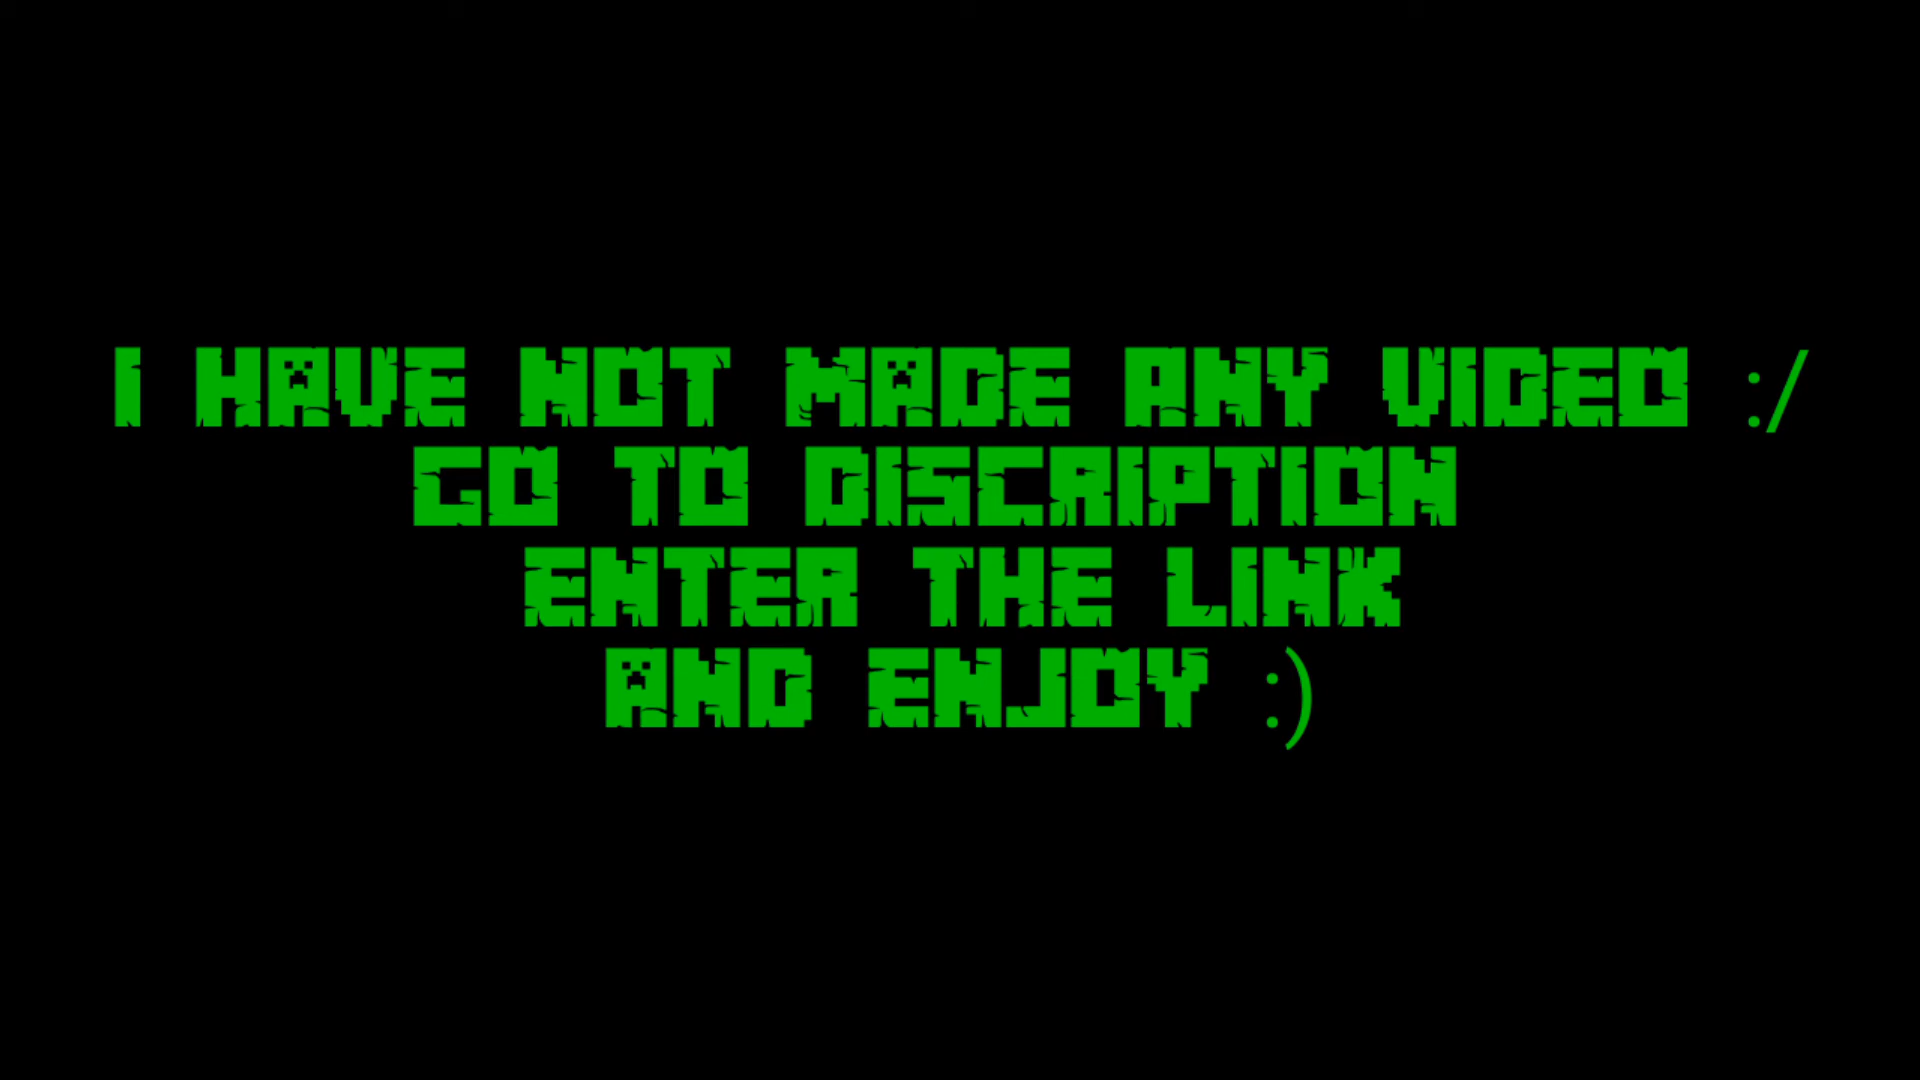 I HAVE NOT MADE ANY VIDEO :/
GO TO DISCRIPTION
ENTER THE LINK
AND ENJOY :)